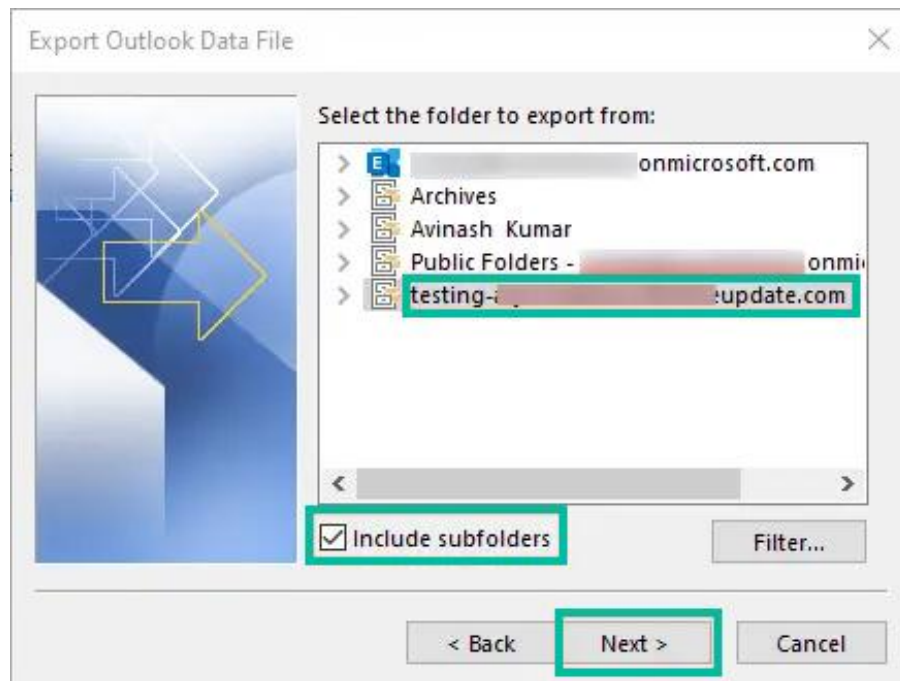 Export Outlook Data File
Select the folder to export from:
onmicrosoft.com
Archives
Avinash Kumar
Public Folders - onmi
testing- update.com
Include subfolders
Filter...
< Back
Next >
Cancel